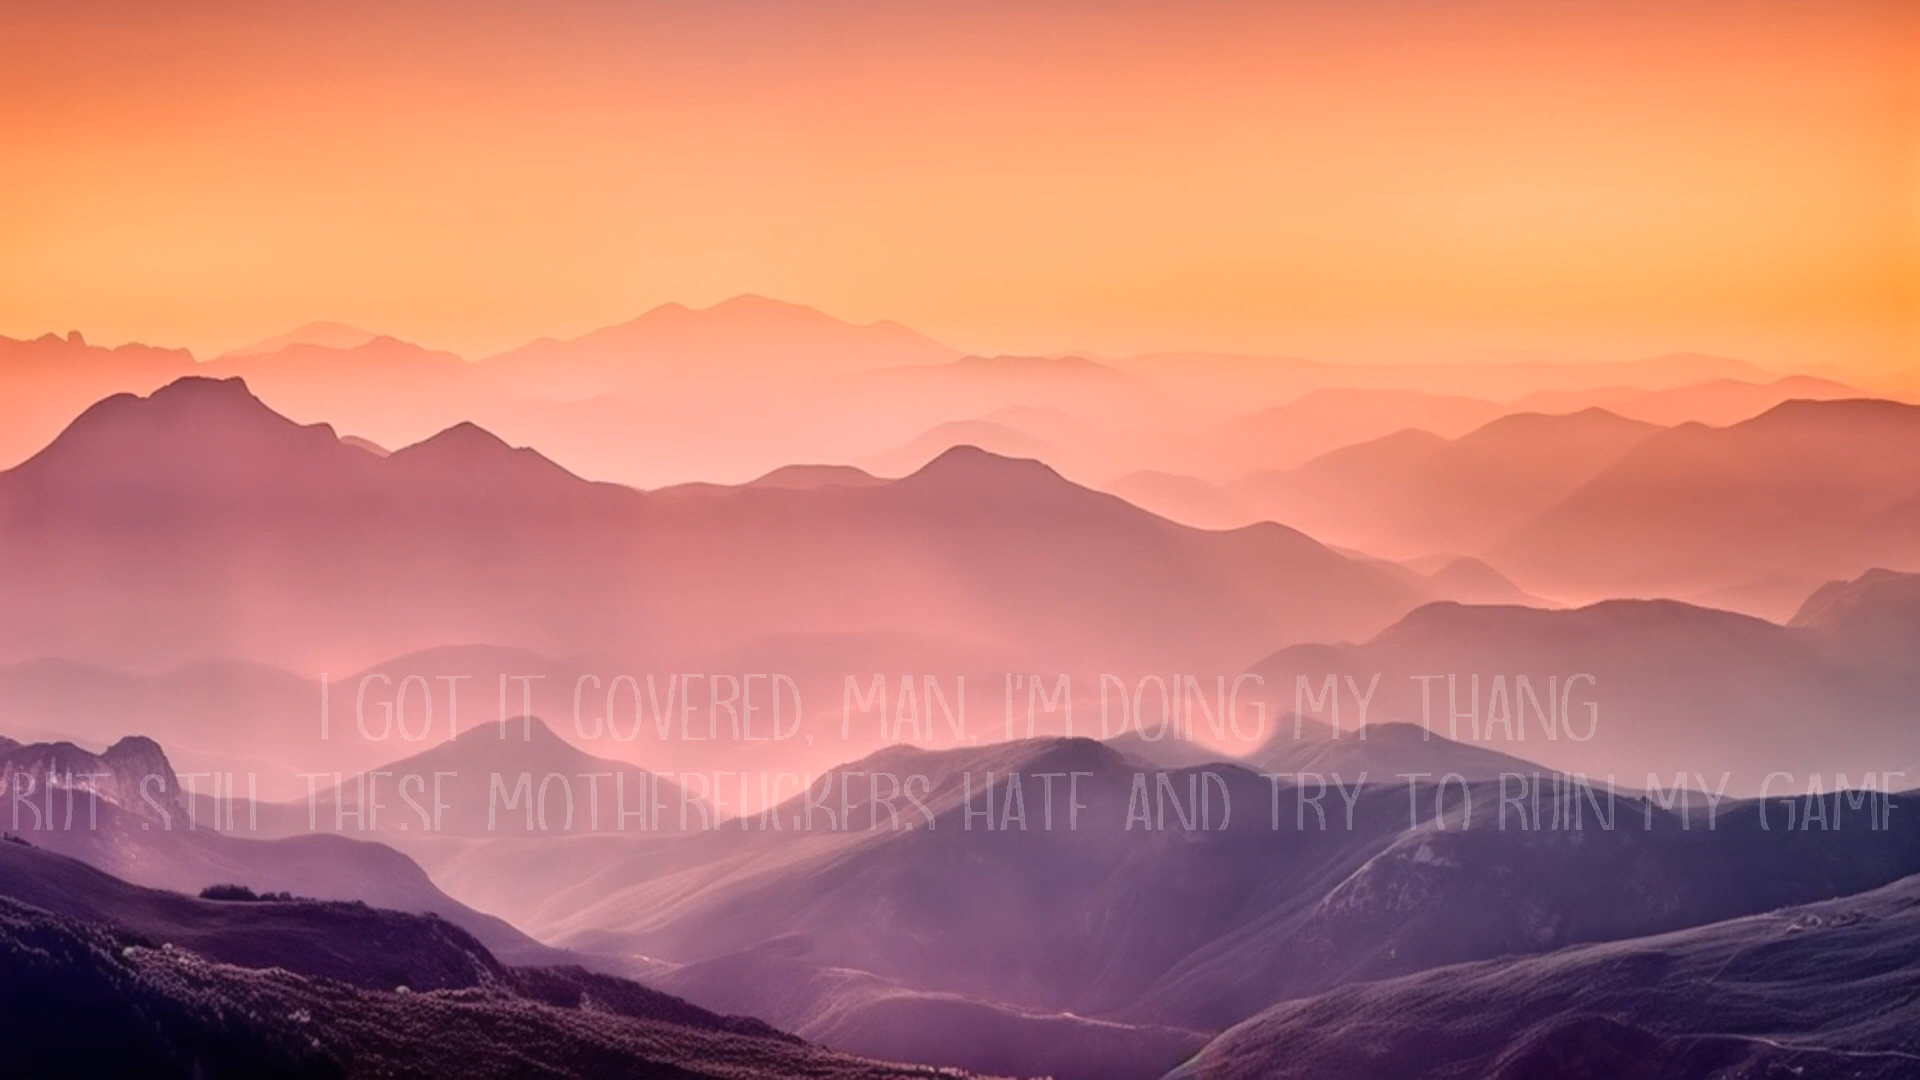 I GOT IT COVERED, MAN, I'M DOING MY THANG
BUT STILL THESE MOTHERFUCKERS HATE AND TRY TO RUIN MY GAME